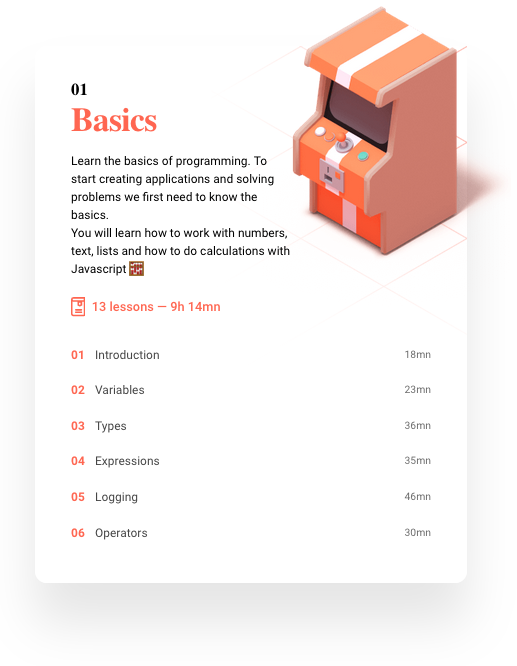 01
Basics
Learn the basics of programming. To
start creating applications and solving
problems we first need to know the
basics.
You will learn how to work with numbers,
text, lists and how to do calculations with
Javascript 🧮
13 lessons — 9h 14mn
01 Introduction 18mn
02 Variables 23mn
03 Types 36mn
04 Expressions 35mn
05 Logging 46mn
06 Operators 30mn